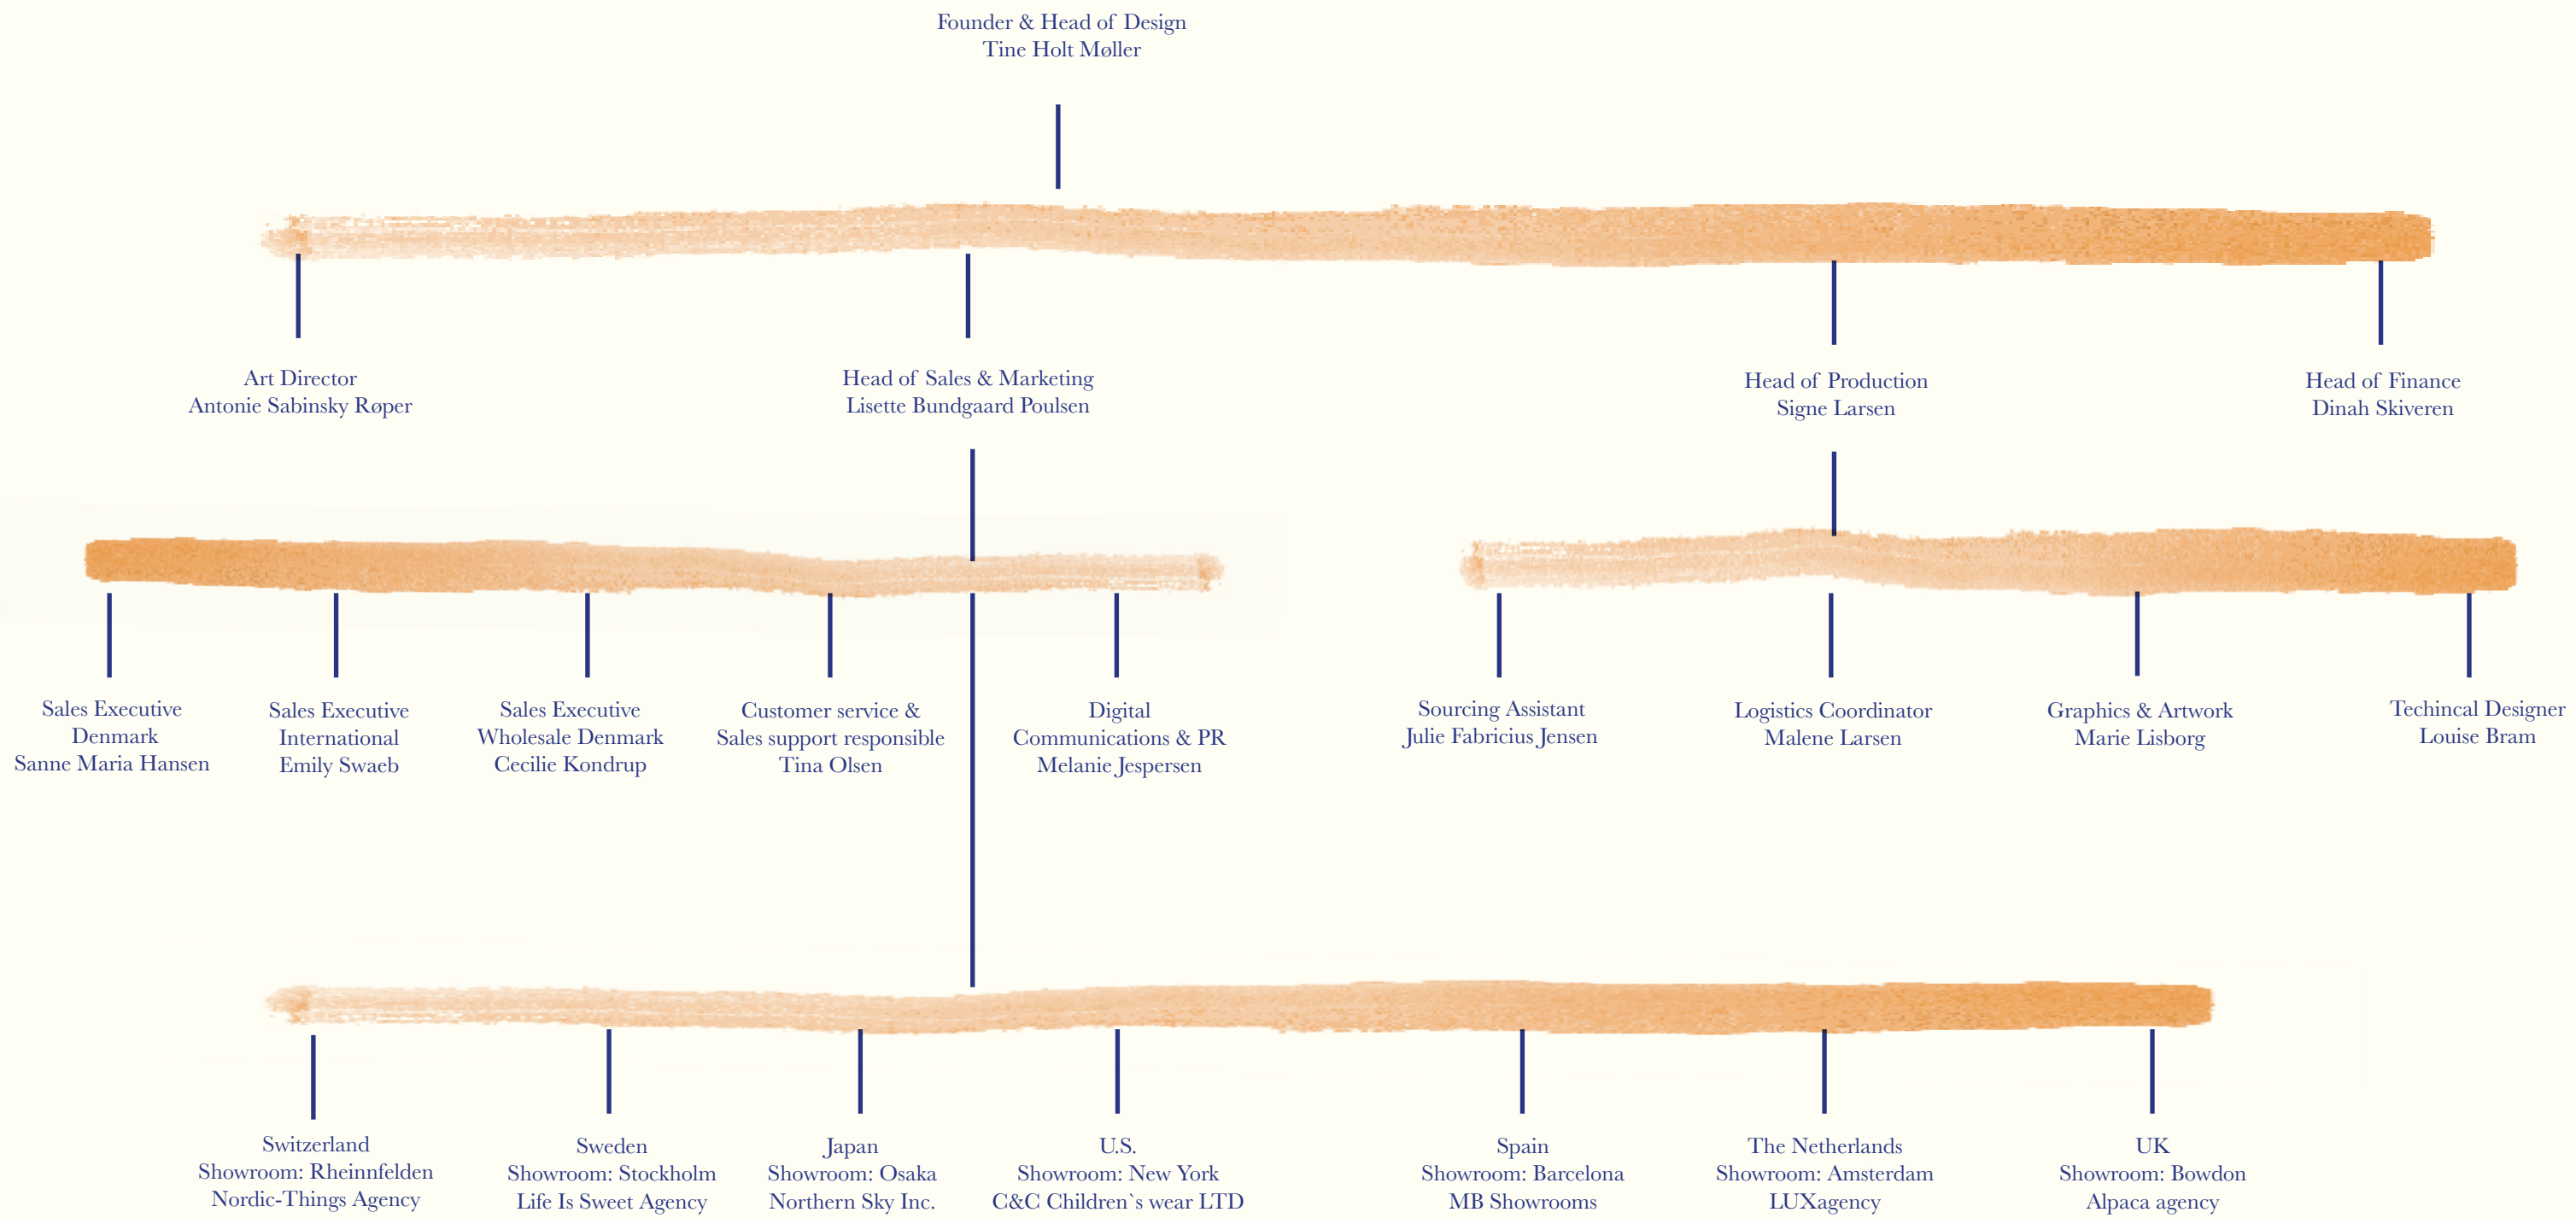 Founder & Head of Design
Tine Holt Møller
Art Director
Antonie Sabinsky Røper
Head of Sales & Marketing
Lisette Bundgaard Poulsen
Head of Production
Signe Larsen
Head of Finance
Dinah Skiveren
Sales Executive
Denmark
Sanne Maria Hansen
Sales Executive
International
Emily Swaeb
Sales Executive
Wholesale Denmark
Cecilie Kondrup
Customer service &
Sales support responsible
Tina Olsen
Digital
Communications & PR
Melanie Jespersen
Sourcing Assistant
Julie Fabricius Jensen
Logistics Coordinator
Malene Larsen
Graphics & Artwork
Marie Lisborg
Techincal Designer
Louise Bram
Switzerland
Showroom: Rheinnfelden
Nordic-Things Agency
Sweden
Showroom: Stockholm
Life Is Sweet Agency
Japan
Showroom: Osaka
Northern Sky Inc.
U.S.
Showroom: New York
C&C Children`s wear LTD
Spain
Showroom: Barcelona
MB Showrooms
The Netherlands
Showroom: Amsterdam
LUXagency
UK
Showroom: Bowdon
Alpaca agency